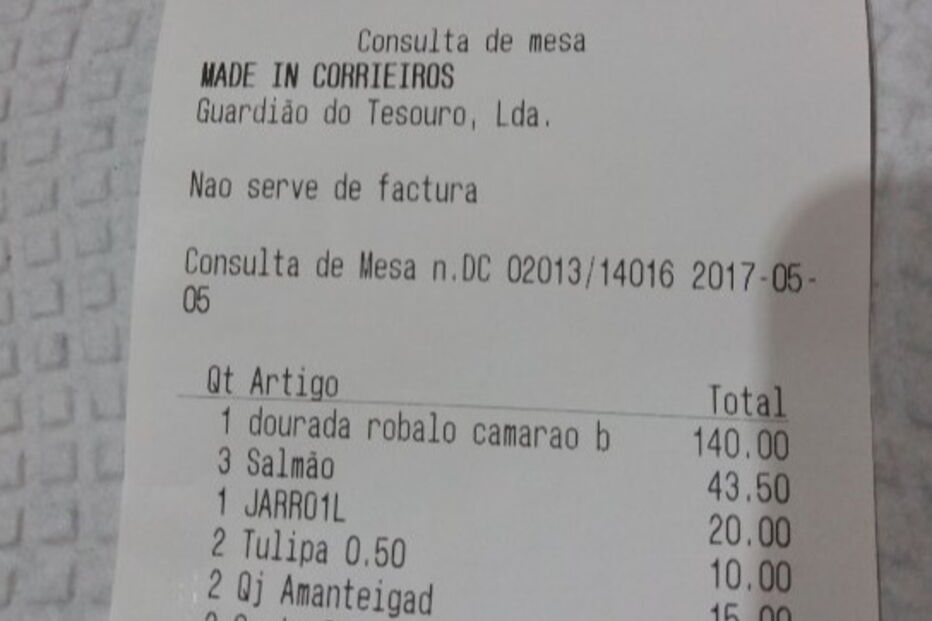 Consulta de mesa
MADE IN CORRIEIROS
Guardião do Tesouro, Lda.
Nao serve de factura
Consulta de Mesa n.DC 02013/14016 2017-05-
05
Qt Artigo Total
1 dourada robalo camarao b 140.00
3 Salmão 43.50
1 JARRO1L 20.00
2 Tulipa 0.50 10.00
2 Qj Amanteigad 15.00